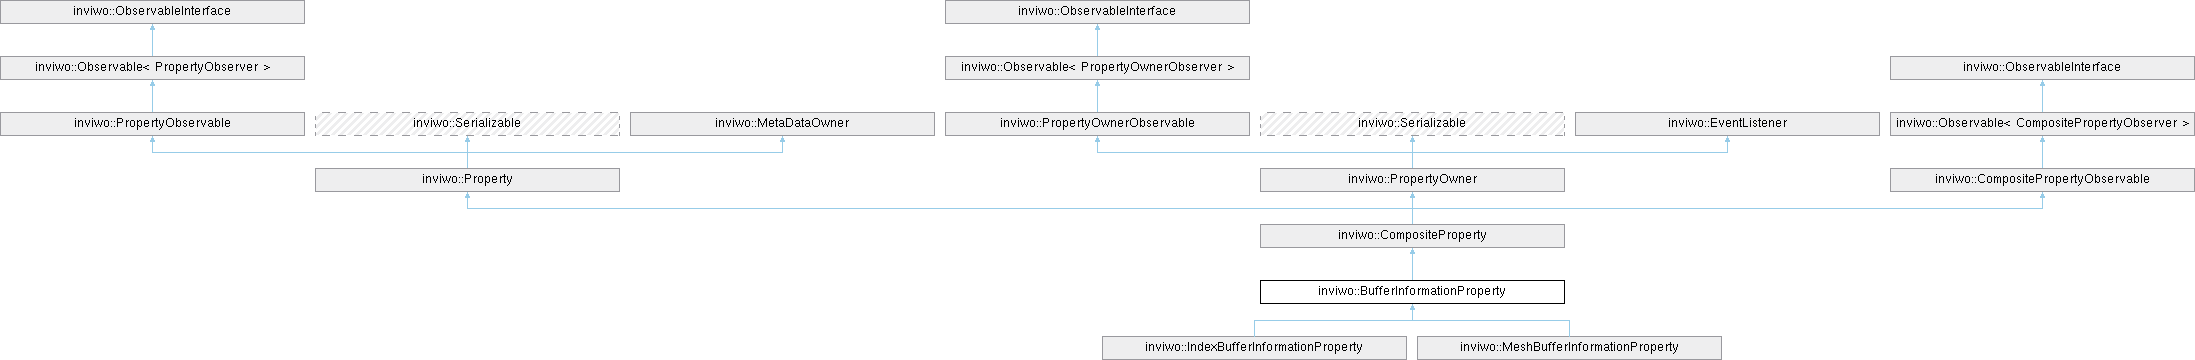 inviwo::ObservableInterface
inviwo::ObservableInterface
inviwo::Observable< PropertyObserver >
inviwo::Observable< PropertyOwnerObserver >
inviwo::ObservableInterface
inviwo::PropertyObservable
inviwo::Serializable
inviwo::MetaDataOwner
inviwo::PropertyOwnerObservable
inviwo::Serializable
inviwo::EventListener
inviwo::Observable< CompositePropertyObserver >
inviwo::Property
inviwo::PropertyOwner
inviwo::CompositePropertyObservable
inviwo::CompositeProperty
inviwo::BufferInformationProperty
inviwo::IndexBufferInformationProperty
inviwo::MeshBufferInformationProperty